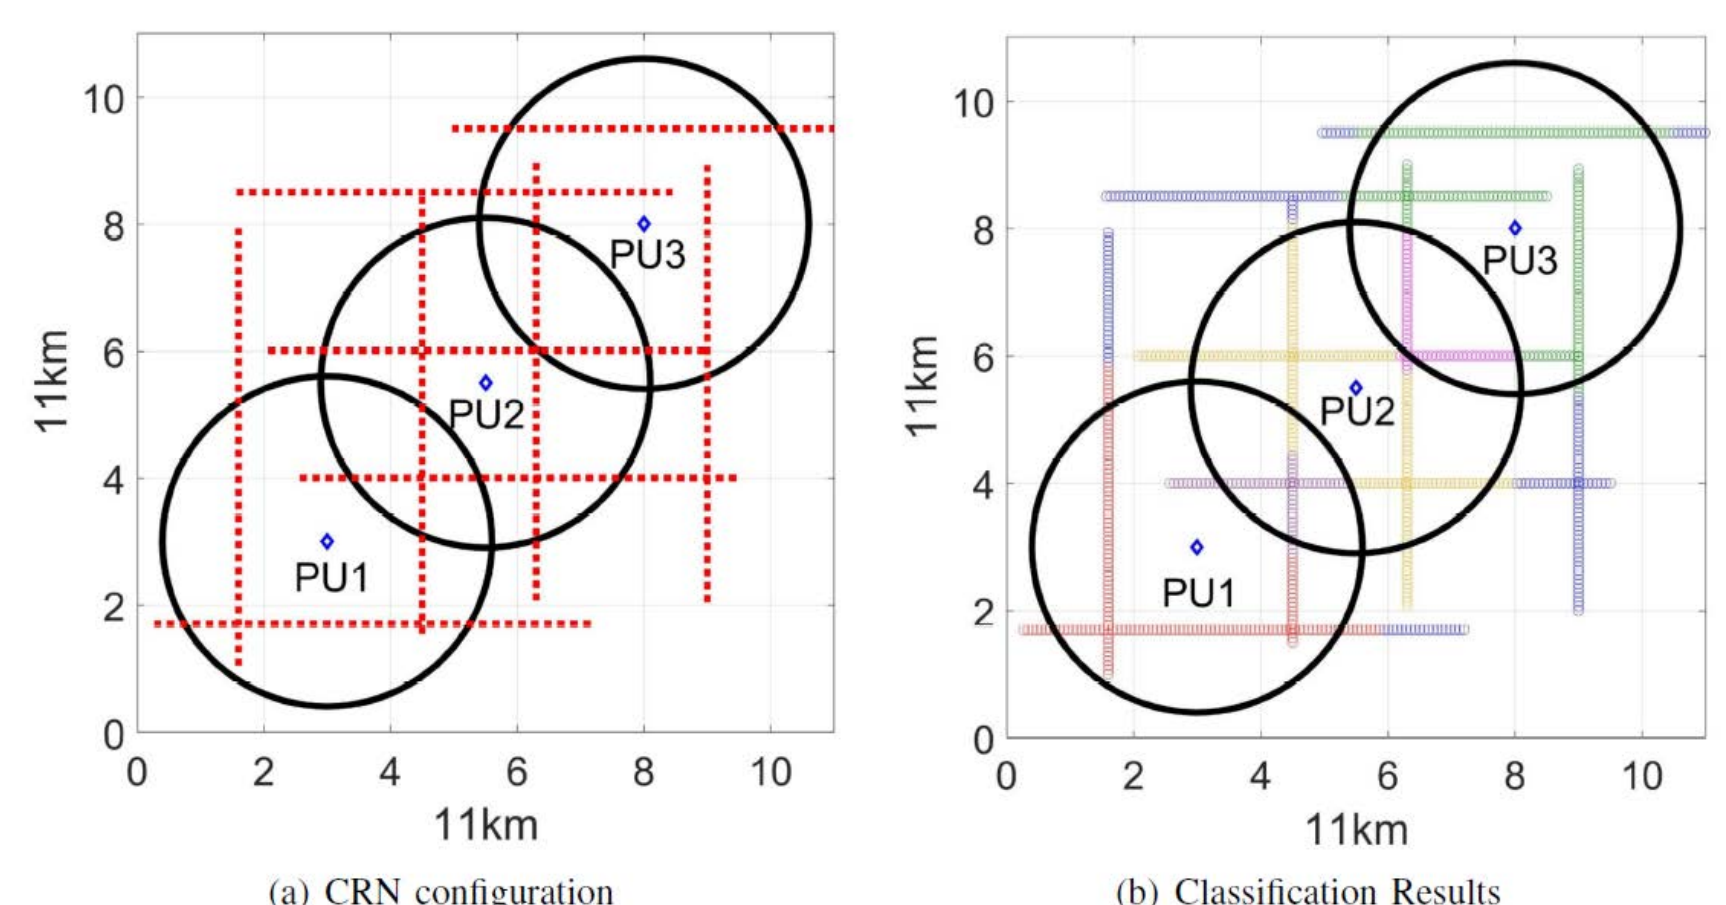 10
8
6
4
2
0
11km
PU3
PU2
PU1
0 2 4 6 8 10
11km
(a) CRN configuration
10
8
6
4
2
0
11km
PU3
PU2
PU1
0 2 4 6 8 10
11km
(b) Classification Results